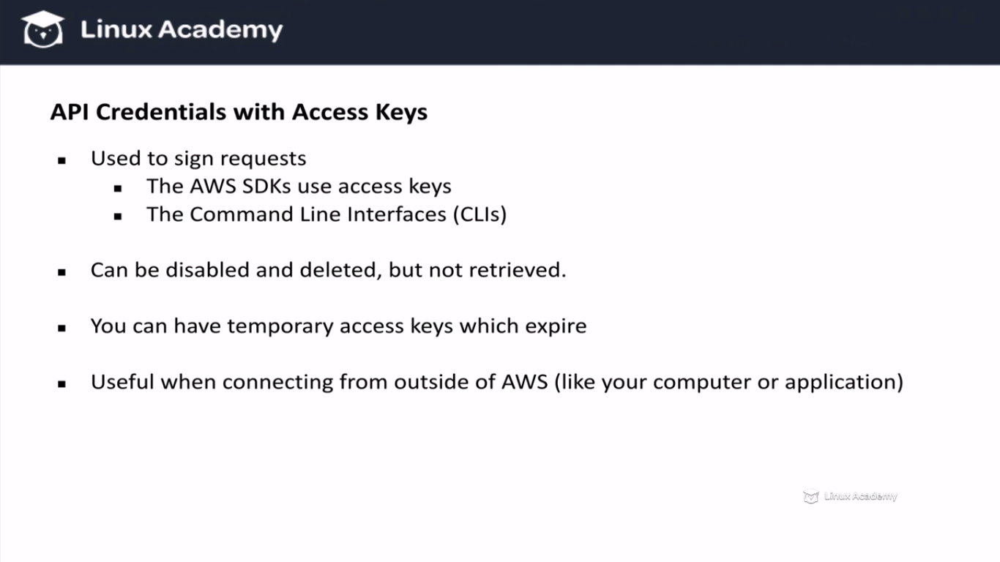 Linux Academy
API Credentials with Access Keys
▪ Used to sign requests
▪ The AWS SDKs use access keys
▪ The Command Line Interfaces (CLIs)
▪ Can be disabled and deleted, but not retrieved.
▪ You can have temporary access keys which expire
▪ Useful when connecting from outside of AWS (like your computer or application)
Linux Academy